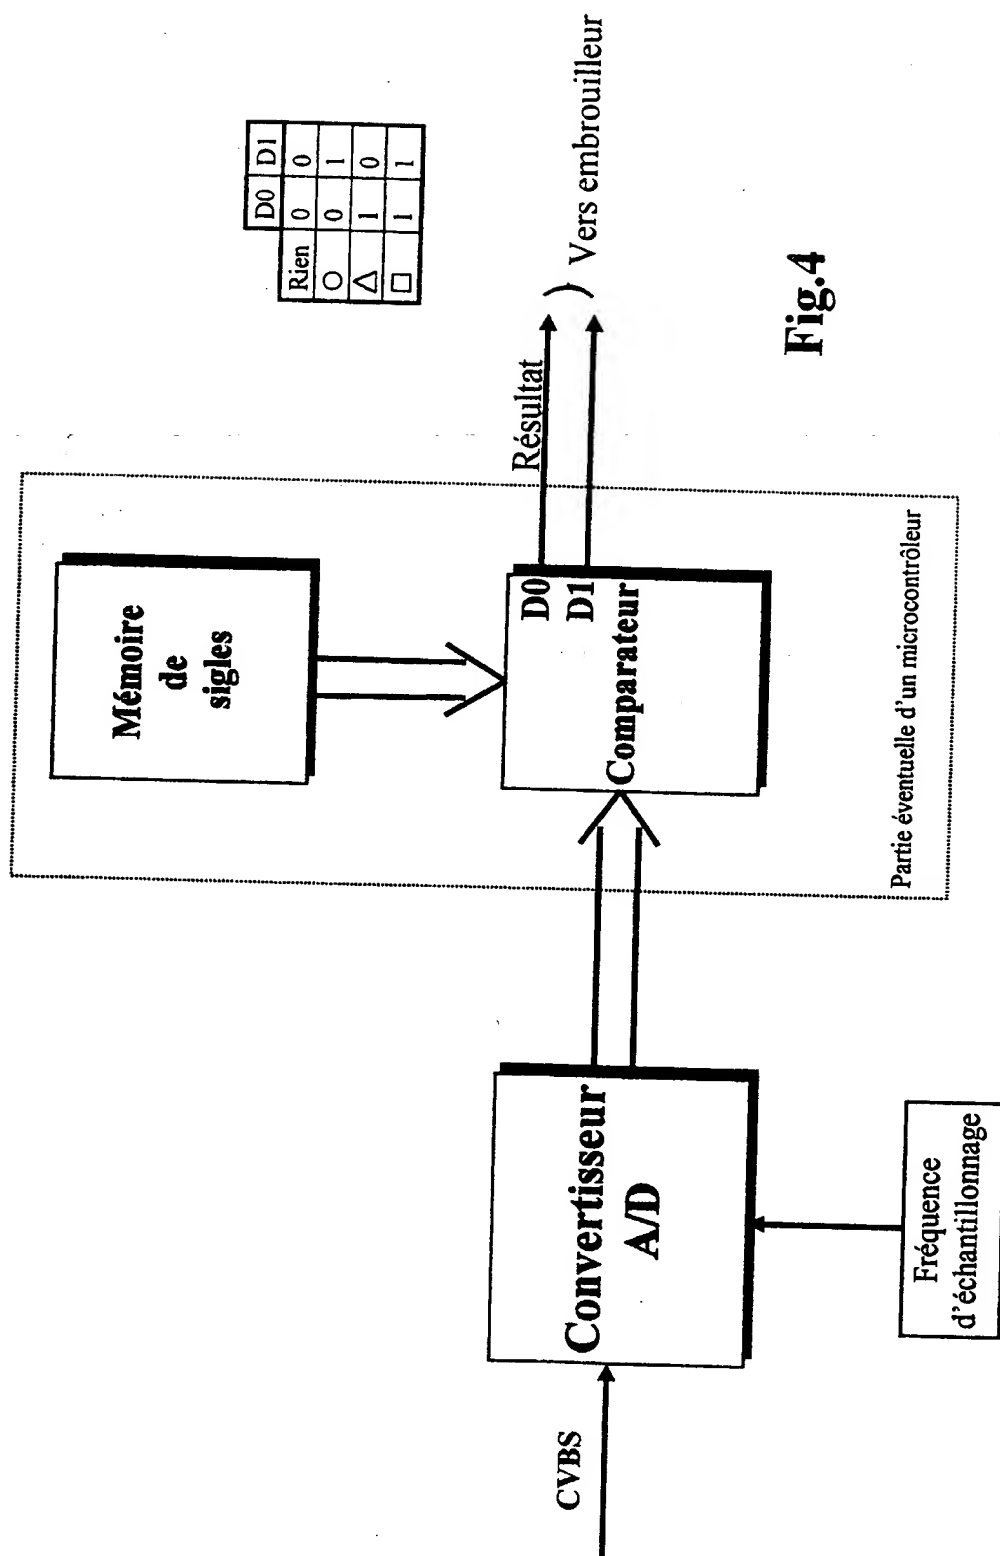 CVBS
Convertisseur
A/D
Fréquence
d'échantillonnage
Mémoire
de
sigles
Comparateur
D0
D1
Partie éventuelle d'un microcontrôleur
Résultat
Vers embrouilleur
D0 D1
Rien 0 0
○ 0 1
△ 1 0
□ 1 1
Fig.4